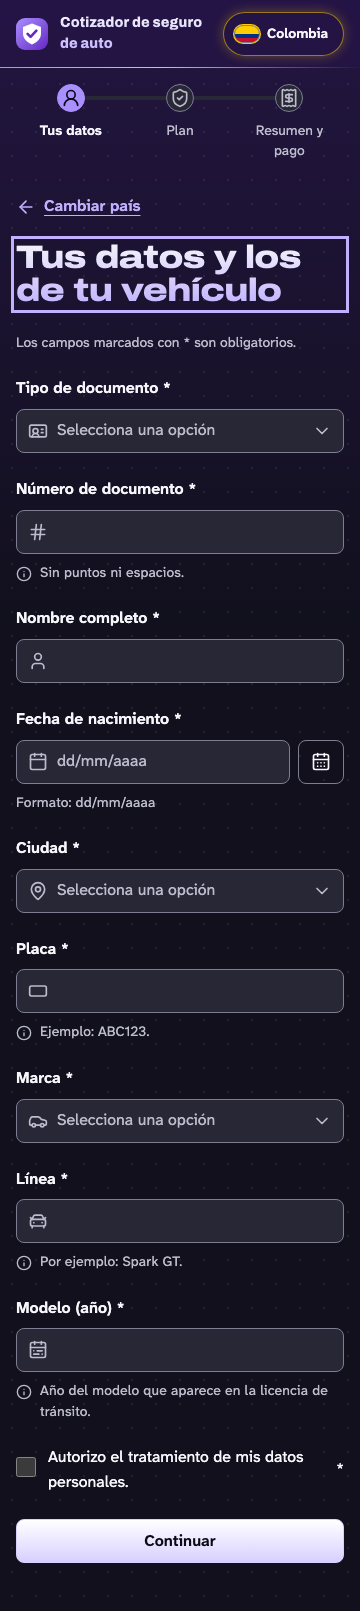 Cotizador de seguro
de auto
Colombia
Tus datos
Plan
Resumen y
pago
Cambiar país
Tus datos y los
de tu vehículo
Los campos marcados con * son obligatorios.
Tipo de documento *
Selecciona una opción
Número de documento *
Sin puntos ni espacios.
Nombre completo *
Fecha de nacimiento *
dd/mm/aaaa
Formato: dd/mm/aaaa
Ciudad *
Selecciona una opción
Placa *
Ejemplo: ABC123.
Marca *
Selecciona una opción
Línea *
Por ejemplo: Spark GT.
Modelo (año) *
Año del modelo que aparece en la licencia de
tránsito.
Autorizo el tratamiento de mis datos
personales. *
Continuar